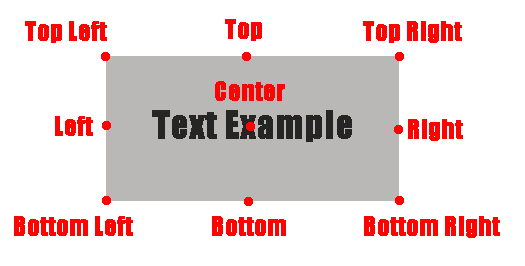 Top Left Top Top Right
Center
Text Example
Left Right
Bottom Left Bottom Bottom Right